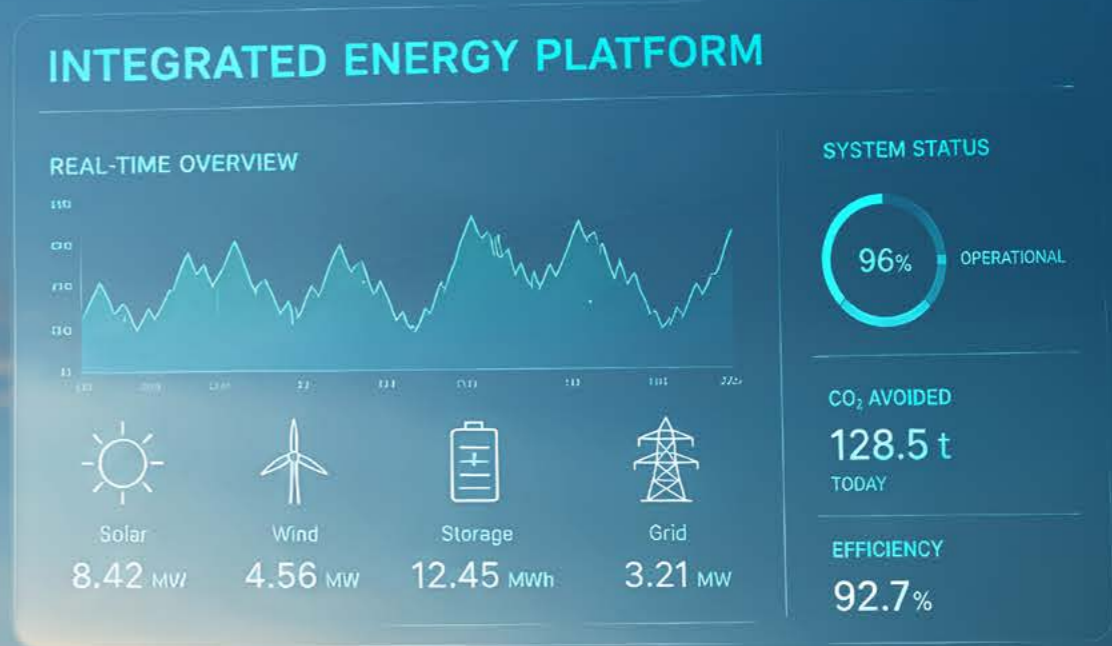 INTEGRATED ENERGY PLATFORM
REAL-TIME OVERVIEW
Solar
8.42 MW
Wind
4.56 MW
Storage
12.45 MWh
Grid
3.21 MW
SYSTEM STATUS
96%
OPERATIONAL
CO₂ AVOIDED
128.5 t
TODAY
EFFICIENCY
92.7%